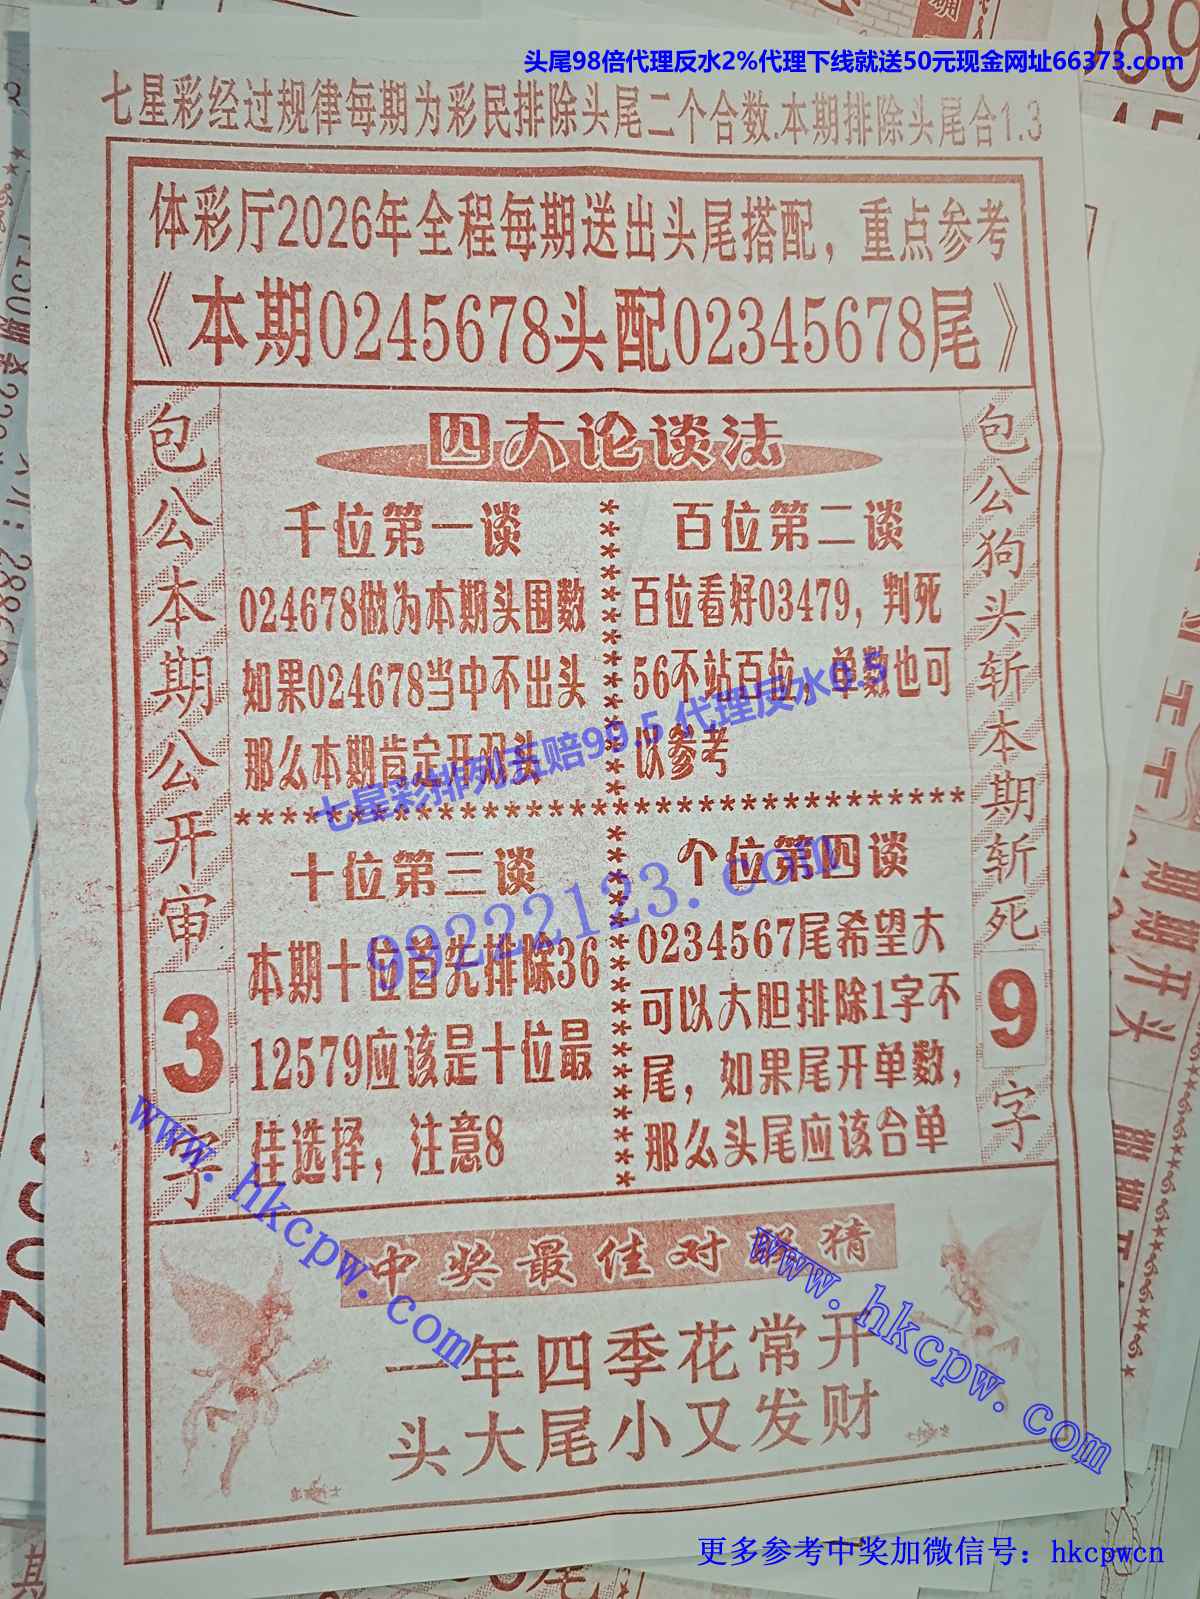 头尾98倍代理反水2%代理下线就送50元现金网址66373.com
七星彩经过规律每期为彩民排除头尾二个合数.本期排除头尾合1.3
体彩厅2026年全程每期送出头尾搭配，重点参考
《本期0245678头配02345678尾》
包公本期公开审3字
四大论谈法
千位第一谈
024678做为本期头围数
如果024678当中不出头
那么本期肯定开双头
百位第二谈
百位看好03479，判死
56不站百位，单数也可
以参考
七星彩排列五赔99.5代理反水0.5
99222123.com
十位第三谈
本期十位首先排除36
12579应该是十位最
佳选择，注意8
个位第四谈
0234567尾希望大
可以大胆排除1字不
尾，如果尾开单数，
那么头尾应该合单
包公狗头斩本期斩死9字
www.hkcpw.com
www.hkcpw.com
中奖最佳对眼猜
一年四季花常开
头大尾小又发财
更多参考中奖加微信号：hkcpwcn